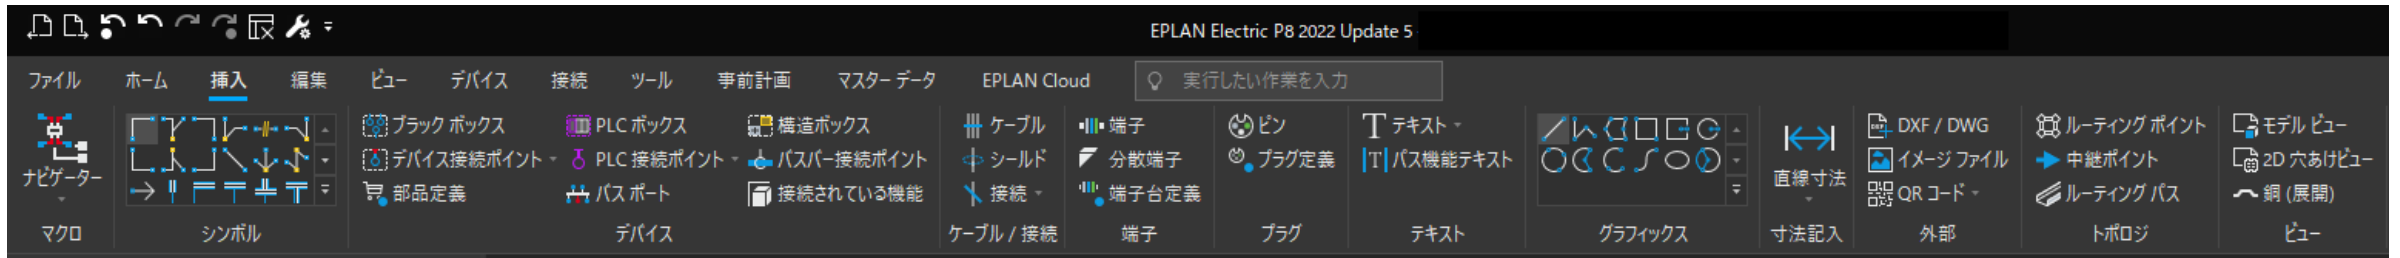 EPLAN Electric P8 2022 Update 5 -
ファイル ホーム 挿入 編集 ビュー デバイス 接続 ツール 事前計画 マスター データ EPLAN Cloud 実行したい作業を入力
ナビゲーター
マクロ
シンボル
ブラック ボックス
デバイス接続ポイント
部品定義
PLC ボックス
PLC 接続ポイント
バス ポート
構造ボックス
バスバー接続ポイント
接続されている機能
デバイス
ケーブル
シールド
接続
ケーブル / 接続
端子
分散端子
端子台定義
端子
ピン
プラグ定義
プラグ
T テキスト
T パス機能テキスト
テキスト
グラフィックス
直線寸法
寸法記入
DXF / DWG
イメージ ファイル
QR コード
外部
ルーティング ポイント
中継ポイント
ルーティング パス
トポロジ
モデル ビュー
2D 穴あけビュー
銅 (展開)
ビュー